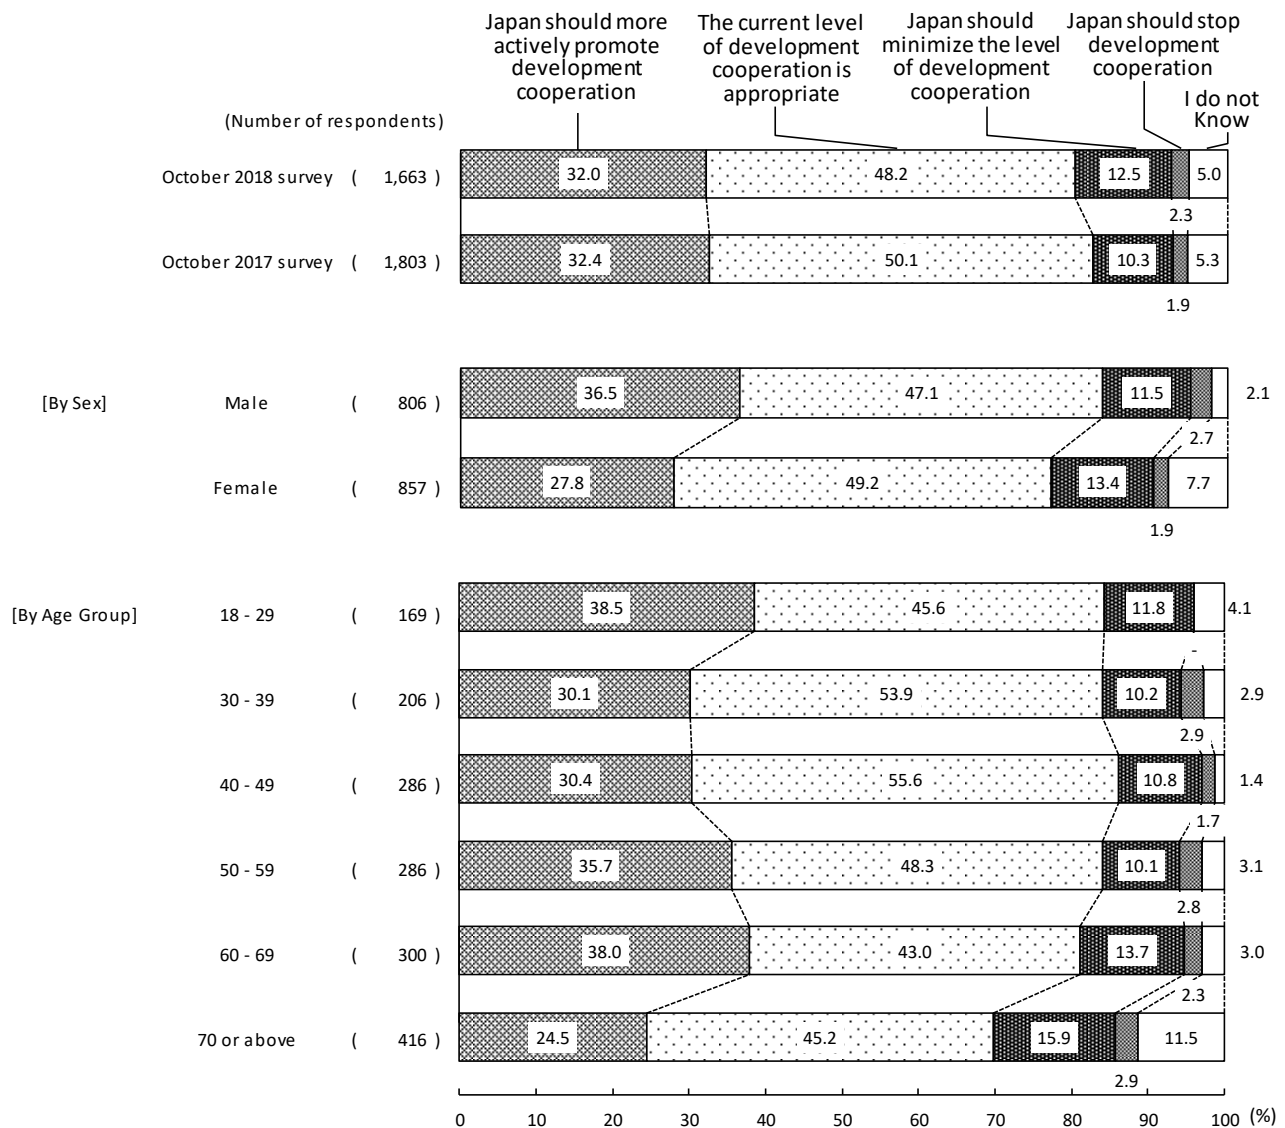 Japan should more
actively promote
development
cooperation
The current level
of development
cooperation is
appropriate
Japan should
minimize the level
of development
cooperation
Japan should stop
development
cooperation
I do not
Know
(Number of respondents)
October 2018 survey ( 1,663 ) 32.0 48.2 12.5 5.0
2.3
October 2017 survey ( 1,803 ) 32.4 50.1 10.3 5.3
1.9
[By Sex] Male ( 806 ) 36.5 47.1 11.5 2.1
2.7
Female ( 857 ) 27.8 49.2 13.4 7.7
1.9
[By Age Group] 18 - 29 ( 169 ) 38.5 45.6 11.8 4.1
-
30 - 39 ( 206 ) 30.1 53.9 10.2 2.9
2.9
40 - 49 ( 286 ) 30.4 55.6 10.8 1.4
1.7
50 - 59 ( 286 ) 35.7 48.3 10.1 3.1
2.8
60 - 69 ( 300 ) 38.0 43.0 13.7 3.0
2.3
70 or above ( 416 ) 24.5 45.2 15.9 11.5
2.9
0 10 20 30 40 50 60 70 80 90 100 (%)